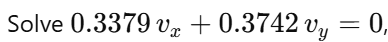 Solve 0.3379 v_x + 0.3742 v_y = 0,